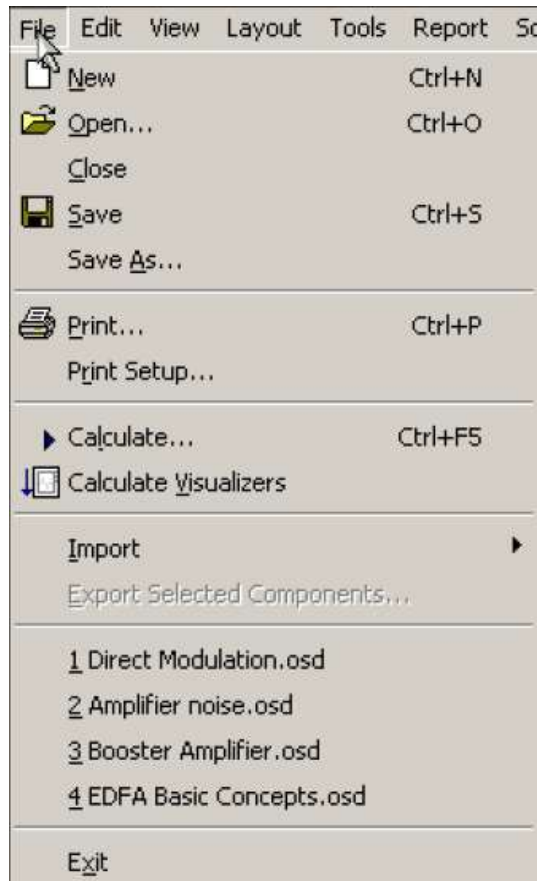 File Edit View Layout Tools Report Sc
New Ctrl+N
Open... Ctrl+O
Close
Save Ctrl+S
Save As...
Print... Ctrl+P
Print Setup...
Calculate... Ctrl+F5
Calculate Visualizers
Import
Export Selected Components...
1 Direct Modulation.osd
2 Amplifier noise.osd
3 Booster Amplifier.osd
4 EDFA Basic Concepts.osd
Exit